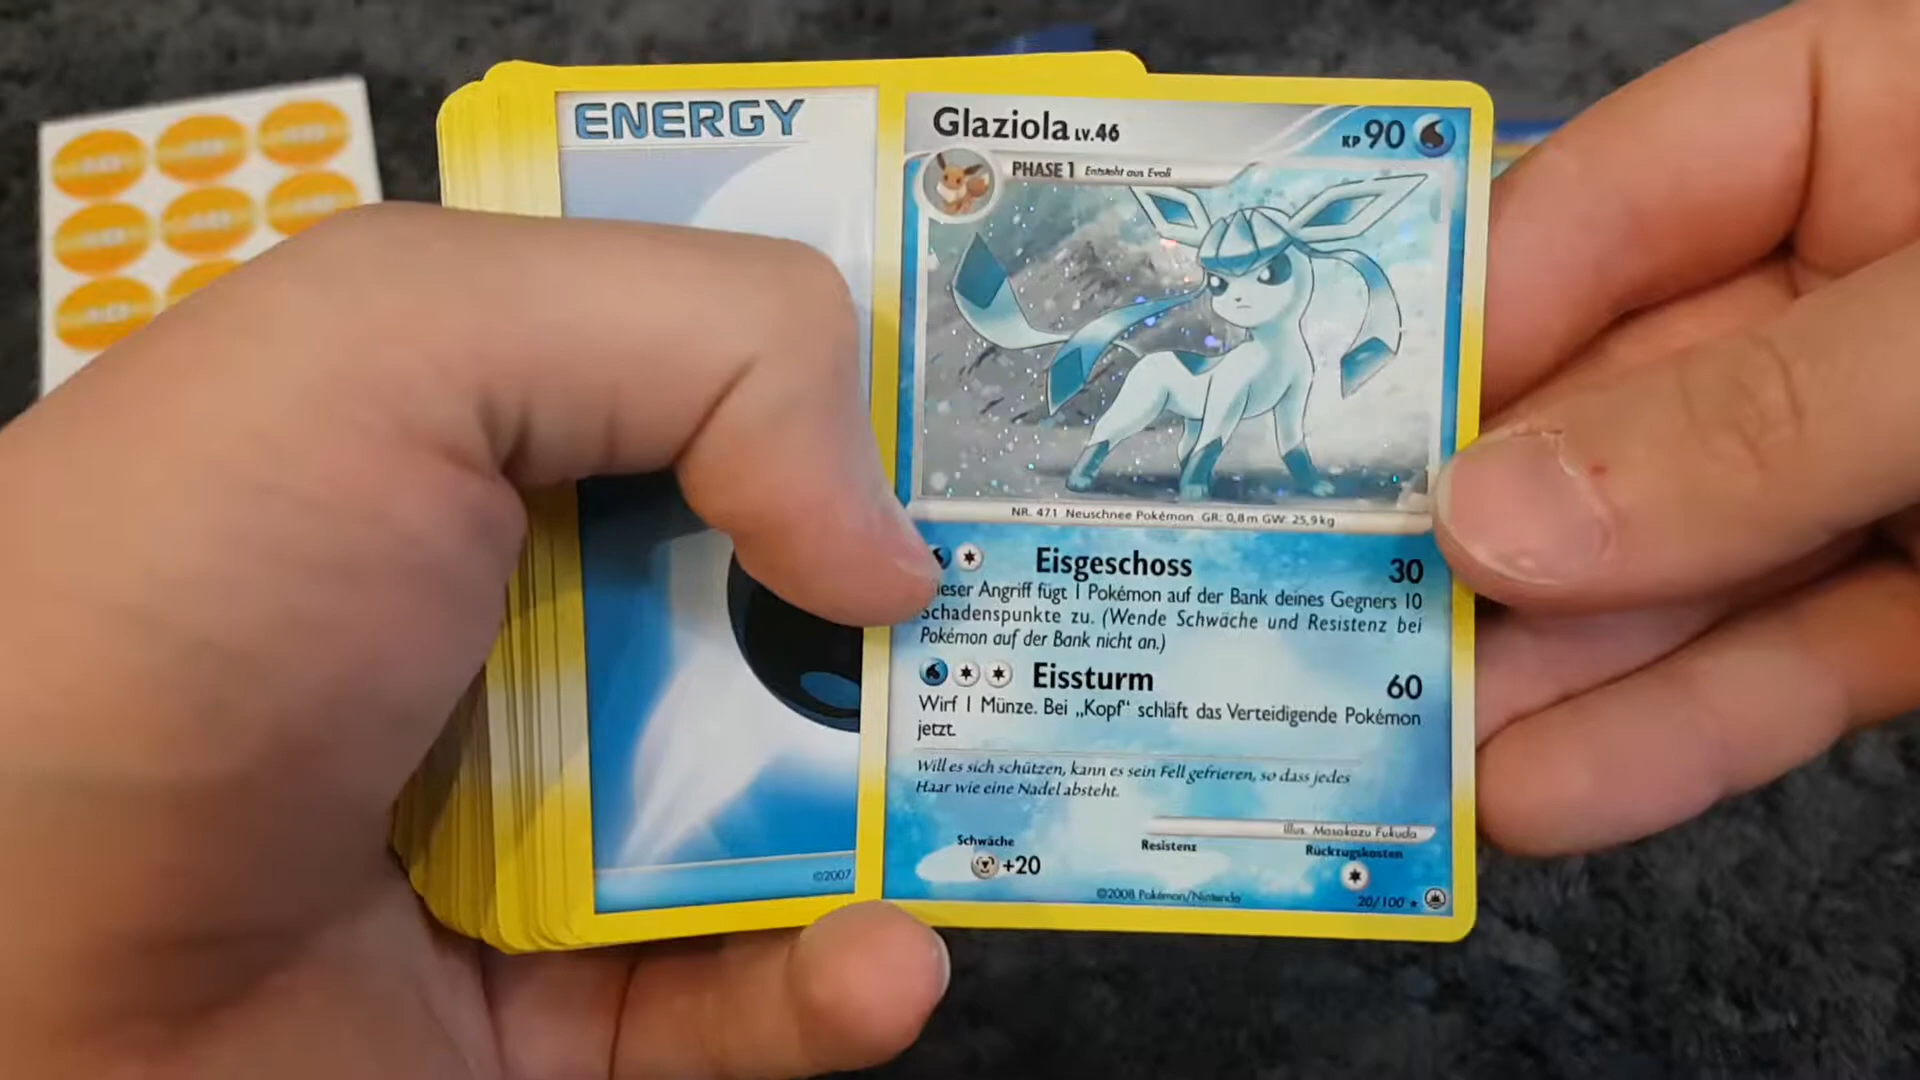 ENERGY
Glaziola LV.46
KP 90
PHASE 1 Entsteht aus Evoli
NR. 471 Neuschnee Pokémon GR: 0,8m GW: 25,9kg
Eisgeschoss 30
ieser Angriff fügt 1 Pokémon auf der Bank deines Gegners 10
Schadenspunkte zu. (Wende Schwäche und Resistenz bei
Pokémon auf der Bank nicht an.)
Eissturm 60
Wirf 1 Münze. Bei „Kopf“ schläft das Verteidigende Pokémon
jetzt.
Will es sich schützen, kann es sein Fell gefrieren, so dass jedes
Haar wie eine Nadel absteht.
Illus. Masakazu Fukuda
Schwäche Resistenz Rückzugskosten
+20
©2007
©2008 Pokémon/Nintendo
20/100